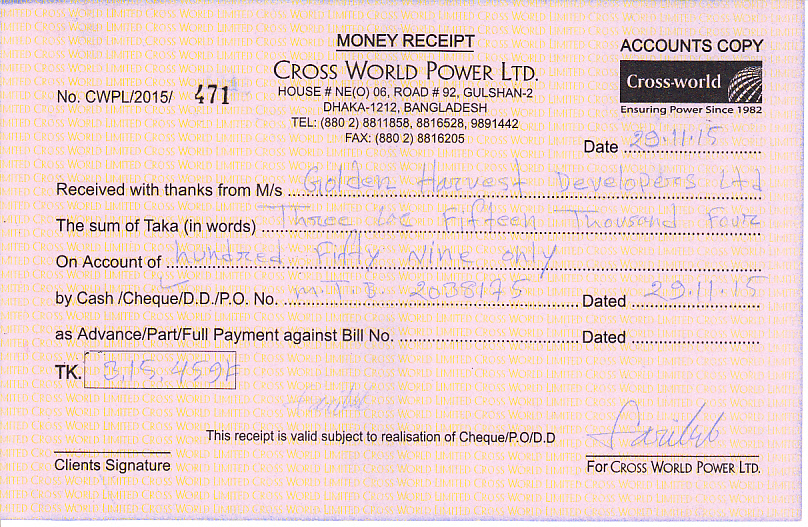 MONEY RECEIPT
ACCOUNTS COPY
CROSS WORLD POWER LTD.
Cross-world
Ensuring Power Since 1982
No. CWPL/2015/ 471
HOUSE # NE(O) 06, ROAD # 92, GULSHAN-2
DHAKA-1212, BANGLADESH
TEL: (880 2) 8811858, 8816528, 9891442
FAX: (880 2) 8816205
Date 29.11.15
Received with thanks from M/s Golden Harvest Developers Ltd
The sum of Taka (in words) Three Lac Fifteen Thousand Four
On Account of hundred Fifty Nine only
by Cash /Cheque/D.D./P.O. No. M.T.B. 2038175 Dated 29.11.15
as Advance/Part/Full Payment against Bill No. Dated
TK. 3,15,459/=
This receipt is valid subject to realisation of Cheque/P.O/D.D
Clients Signature
For CROSS WORLD POWER LTD.